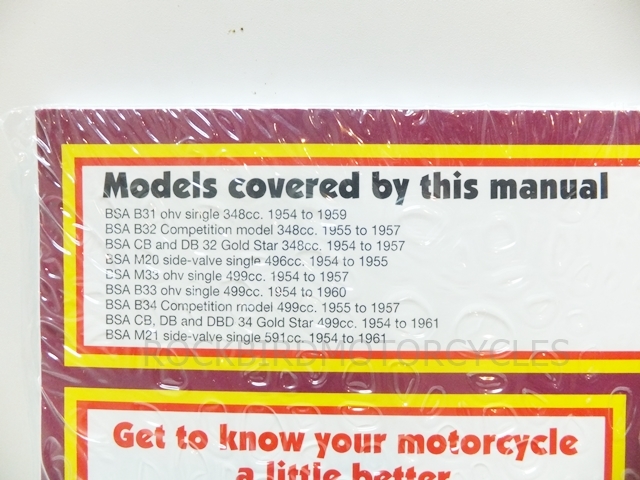 Models covered by this manual
BSA B31 ohv single 348cc. 1954 to 1959
BSA B32 Competition model 348cc. 1955 to 1957
BSA CB and DB 32 Gold Star 348cc. 1954 to 1957
BSA M20 side-valve single 496cc. 1954 to 1955
BSA M33 ohv single 499cc. 1954 to 1957
BSA B33 ohv single 499cc. 1954 to 1960
BSA B34 Competition model 499cc. 1955 to 1957
BSA CB, DB and DBD 34 Gold Star 499cc. 1954 to 1961
BSA M21 side-valve single 591cc. 1954 to 1961
ROCKBIRDMOTORCYCLES
Get to know your motorcycle
a little better